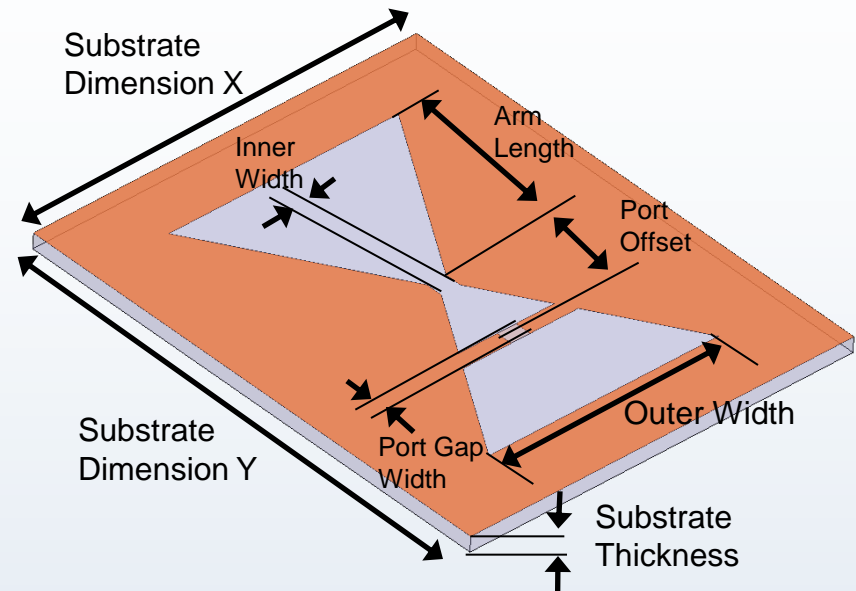 Substrate
Dimension X
Arm
Length
Inner
Width
Port
Offset
Outer Width
Substrate
Dimension Y
Port Gap
Width
Substrate
Thickness